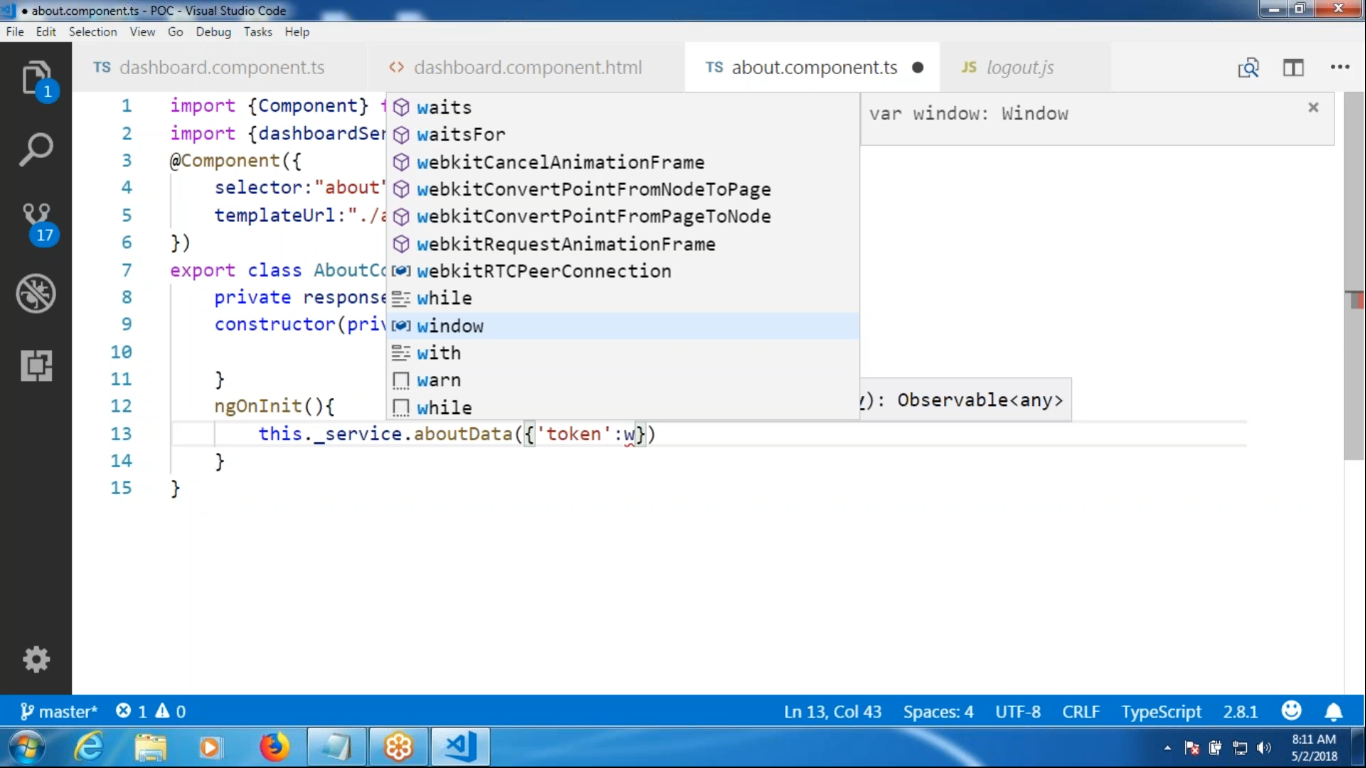 ● about.component.ts - POC - Visual Studio Code
File Edit Selection View Go Debug Tasks Help
TS dashboard.component.ts <> dashboard.component.html TS about.component.ts ● JS logout.js ...
1
17
1 import {Component}
2 import {dashboardSer
3 @Component({
4 selector:"about"
5 templateUrl:"./a
6 })
7 export class AboutCo
8 private response
9 constructor(priv
10
11 }
12 ngOnInit(){
13 this._service.aboutData({'token':w})
14 }
15 }
waits
waitsFor
webkitCancelAnimationFrame
webkitConvertPointFromNodeToPage
webkitConvertPointFromPageToNode
webkitRequestAnimationFrame
webkitRTCPeerConnection
while
window
with
warn
while
var window: Window ×
): Observable<any>
master* 1 0 Ln 13, Col 43 Spaces: 4 UTF-8 CRLF TypeScript 2.8.1
8:11 AM
5/2/2018